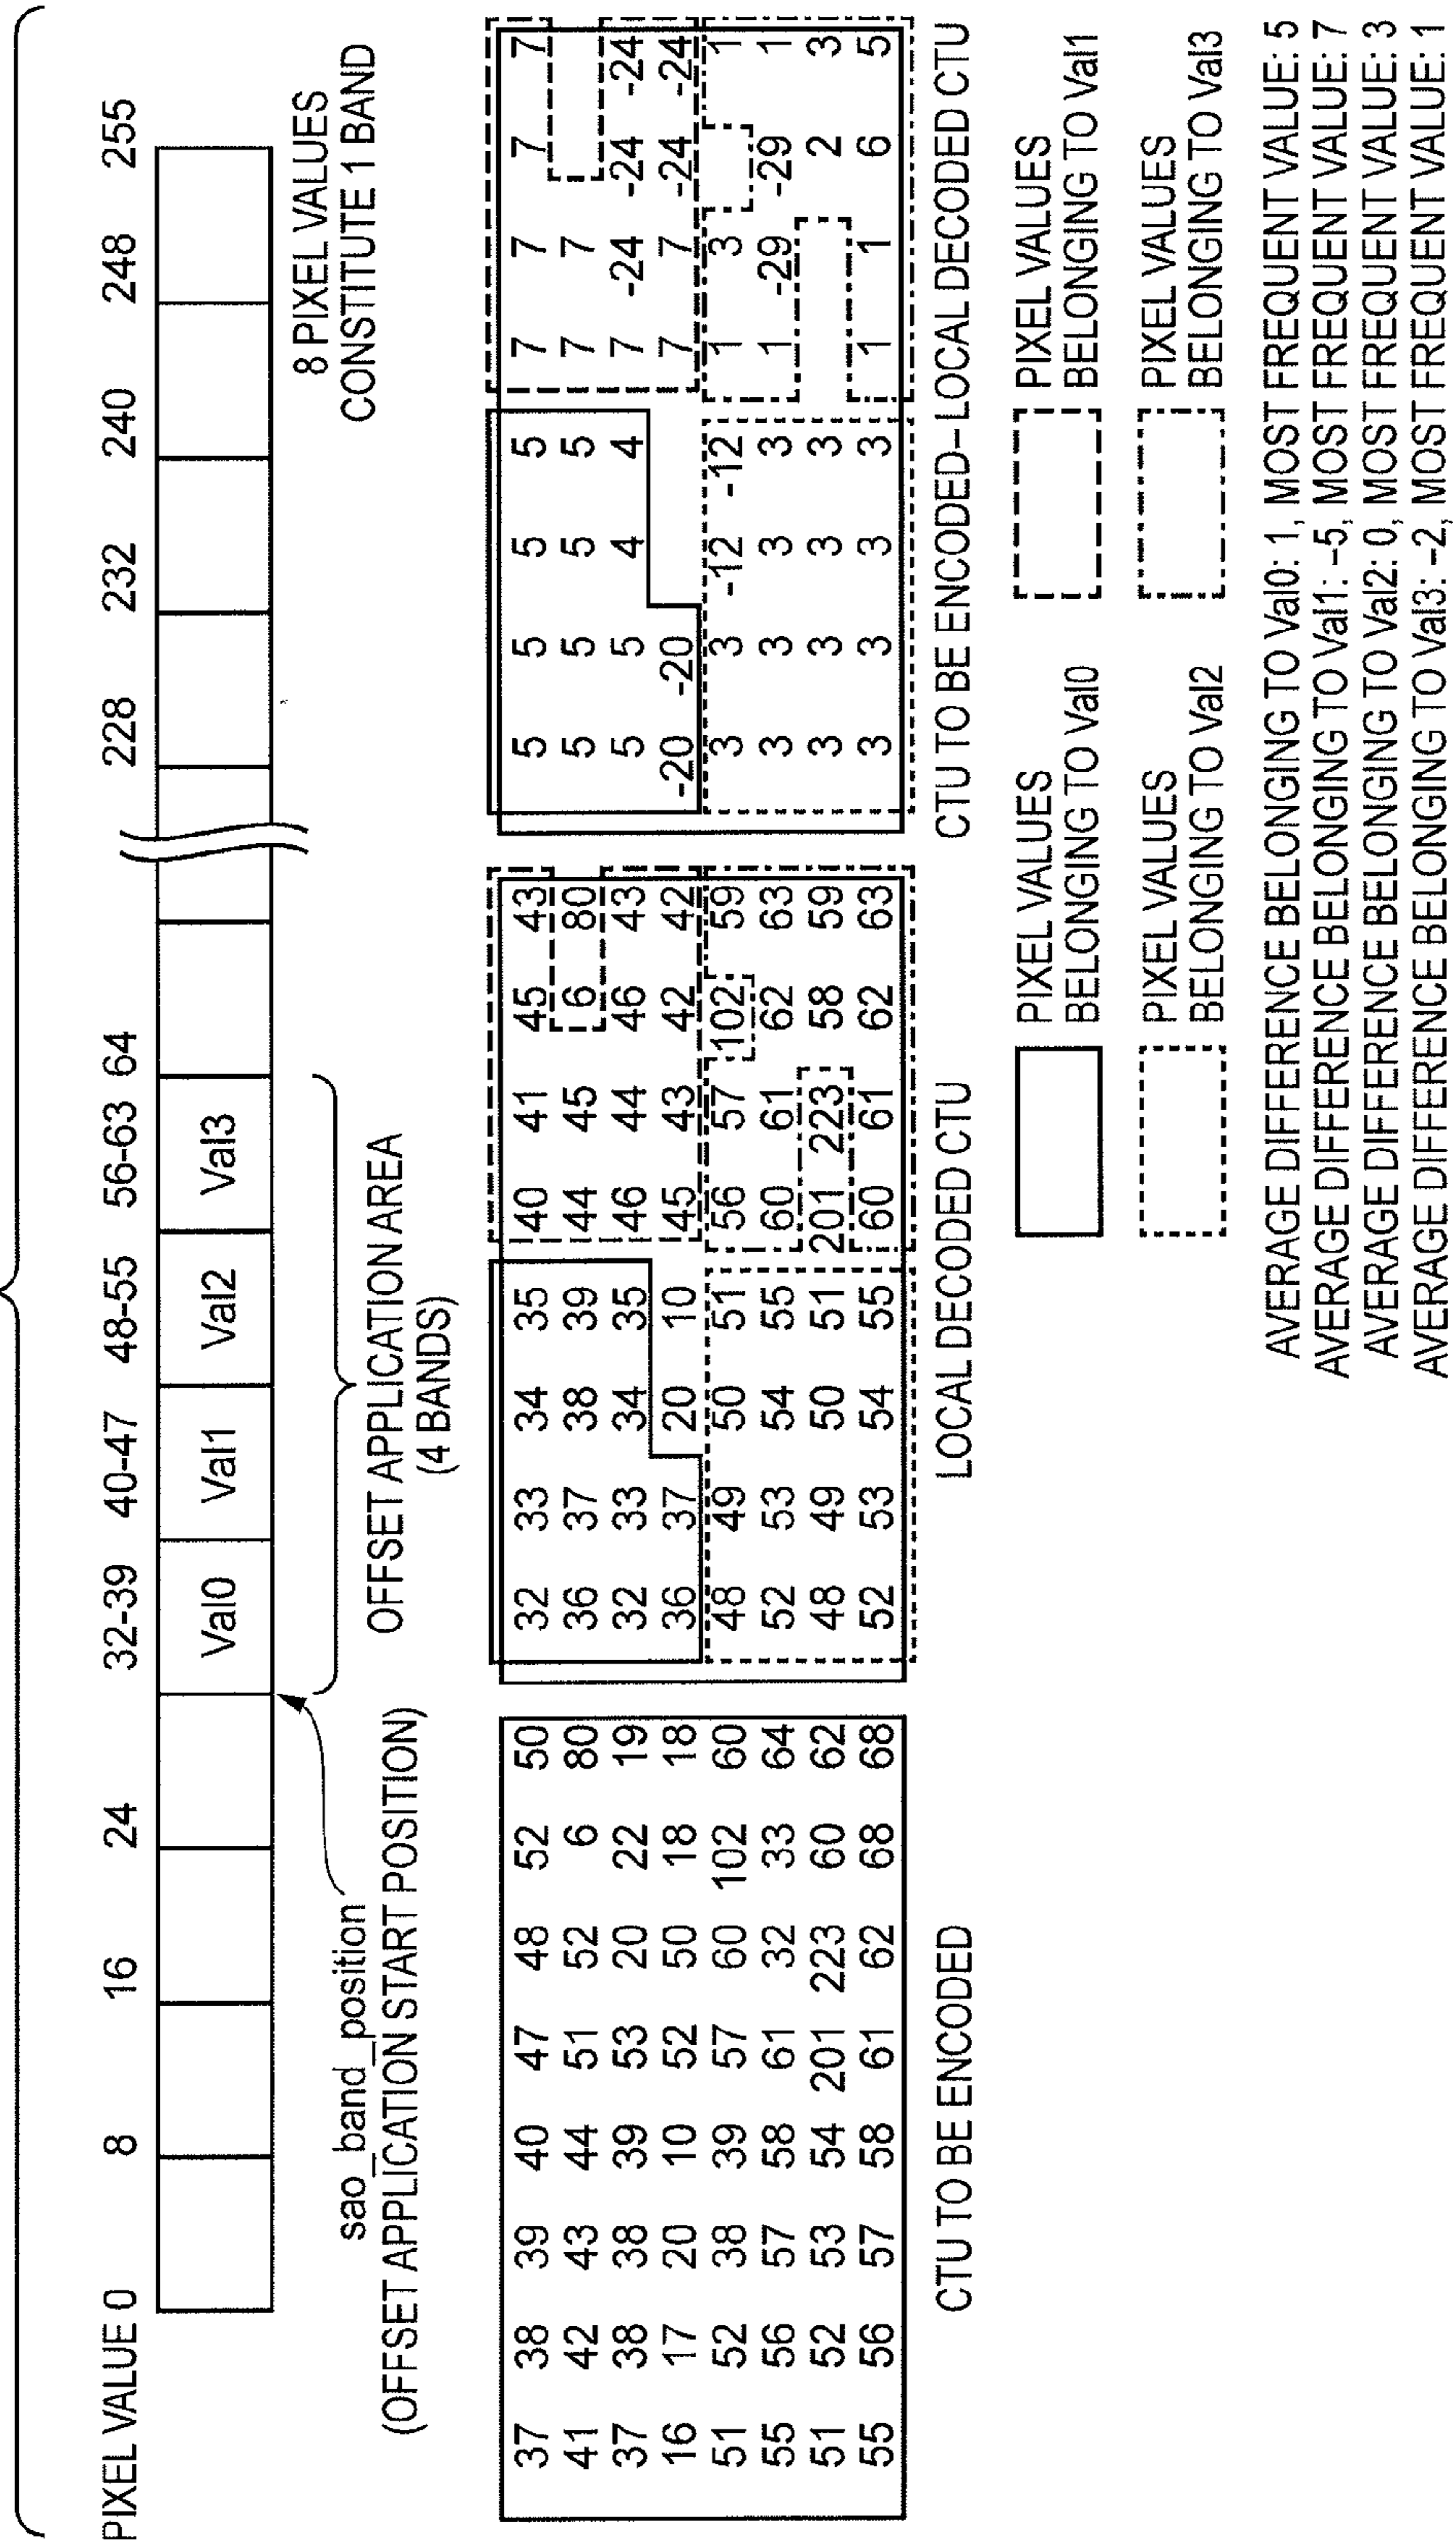 PIXEL VALUE 0 8 16 24 32-39 40-47 48-55 56-63 64 228 232 240 248 255
Val0 Val1 Val2 Val3
8 PIXEL VALUES
CONSTITUTE 1 BAND
sao_band_position
(OFFSET APPLICATION START POSITION)
OFFSET APPLICATION AREA
(4 BANDS)
37 38 39 40 47 48 52 50
41 42 43 44 51 52 6 80
37 38 38 39 53 20 22 19
16 17 20 10 52 50 18 18
51 52 38 39 57 60 102 60
55 56 57 58 61 32 33 64
51 52 53 54 201 223 60 62
55 56 57 58 61 62 68 68
CTU TO BE ENCODED
32 33 34 35 40 41 45 43
36 37 38 39 44 45 6 80
32 33 34 35 46 44 46 43
36 37 20 10 45 43 42 42
48 49 50 51 56 57 102 59
52 53 54 55 60 61 62 63
48 49 50 51 201 223 58 59
52 53 54 55 60 61 62 63
LOCAL DECODED CTU
5 5 5 5 7 7 7 7
5 5 5 5 7 7
5 5 4 4 7 -24 -24 -24
-20 -20 7 7 -24 -24
3 3 -12 -12 1 3 1
3 3 3 3 1 -29 -29 1
3 3 3 3 2 3
3 3 3 3 1 1 6 5
CTU TO BE ENCODED–LOCAL DECODED CTU
PIXEL VALUES
BELONGING TO Val0
PIXEL VALUES
BELONGING TO Val1
PIXEL VALUES
BELONGING TO Val2
PIXEL VALUES
BELONGING TO Val3
AVERAGE DIFFERENCE BELONGING TO Val0: 1, MOST FREQUENT VALUE: 5
AVERAGE DIFFERENCE BELONGING TO Val1: -5, MOST FREQUENT VALUE: 7
AVERAGE DIFFERENCE BELONGING TO Val2: 0, MOST FREQUENT VALUE: 3
AVERAGE DIFFERENCE BELONGING TO Val3: -2, MOST FREQUENT VALUE: 1